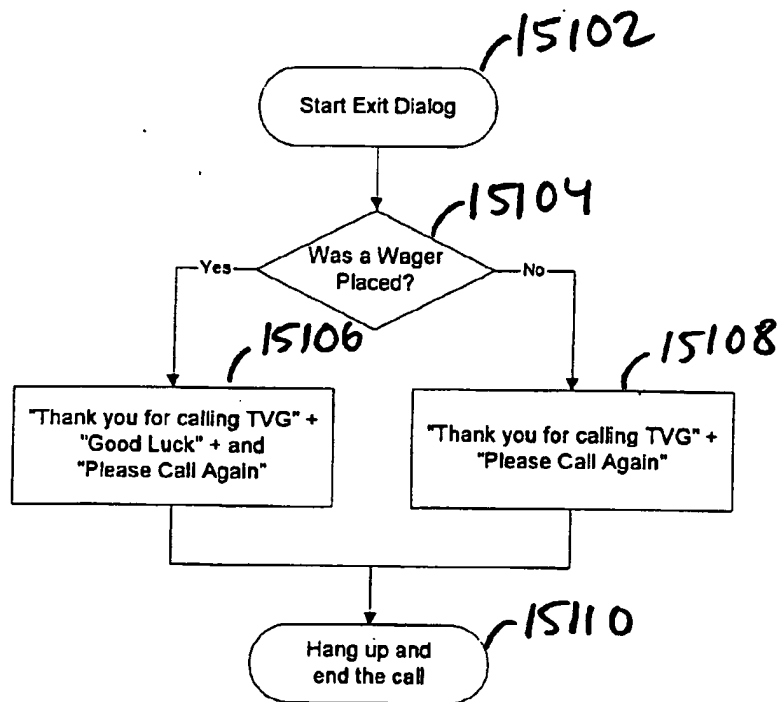 15102
Start Exit Dialog
15104
Was a Wager
Placed?
Yes
No
15106
15108
"Thank you for calling TVG" +
"Good Luck" + and
"Please Call Again"
"Thank you for calling TVG" +
"Please Call Again"
15110
Hang up and
end the call